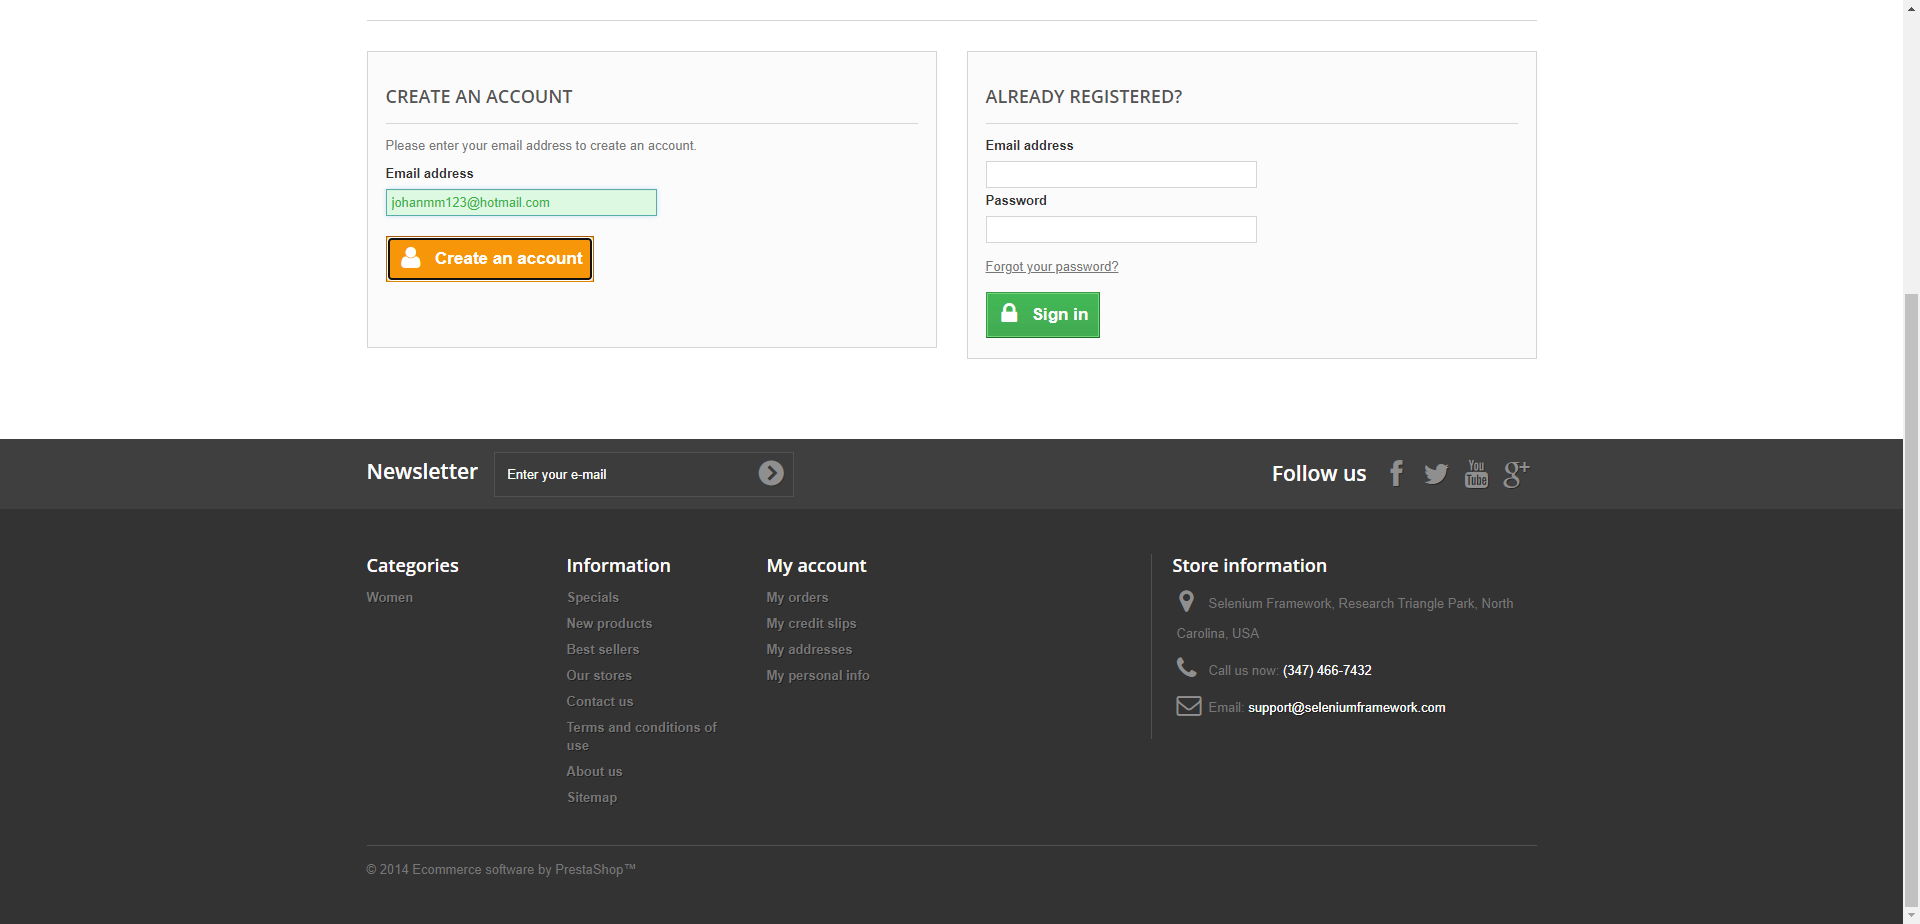 CREATE AN ACCOUNT
Please enter your email address to create an account.
Email address
johanmm123@hotmail.com
Create an account
ALREADY REGISTERED?
Email address
Password
Forgot your password?
Sign in
Newsletter
Enter your e-mail
Follow us
You
Tube
g+
Categories
Women
Information
Specials
New products
Best sellers
Our stores
Contact us
Terms and conditions of
use
About us
Sitemap
My account
My orders
My credit slips
My addresses
My personal info
Store information
Selenium Framework, Research Triangle Park, North
Carolina, USA
Call us now: (347) 466-7432
Email: support@seleniumframework.com
© 2014 Ecommerce software by PrestaShop™